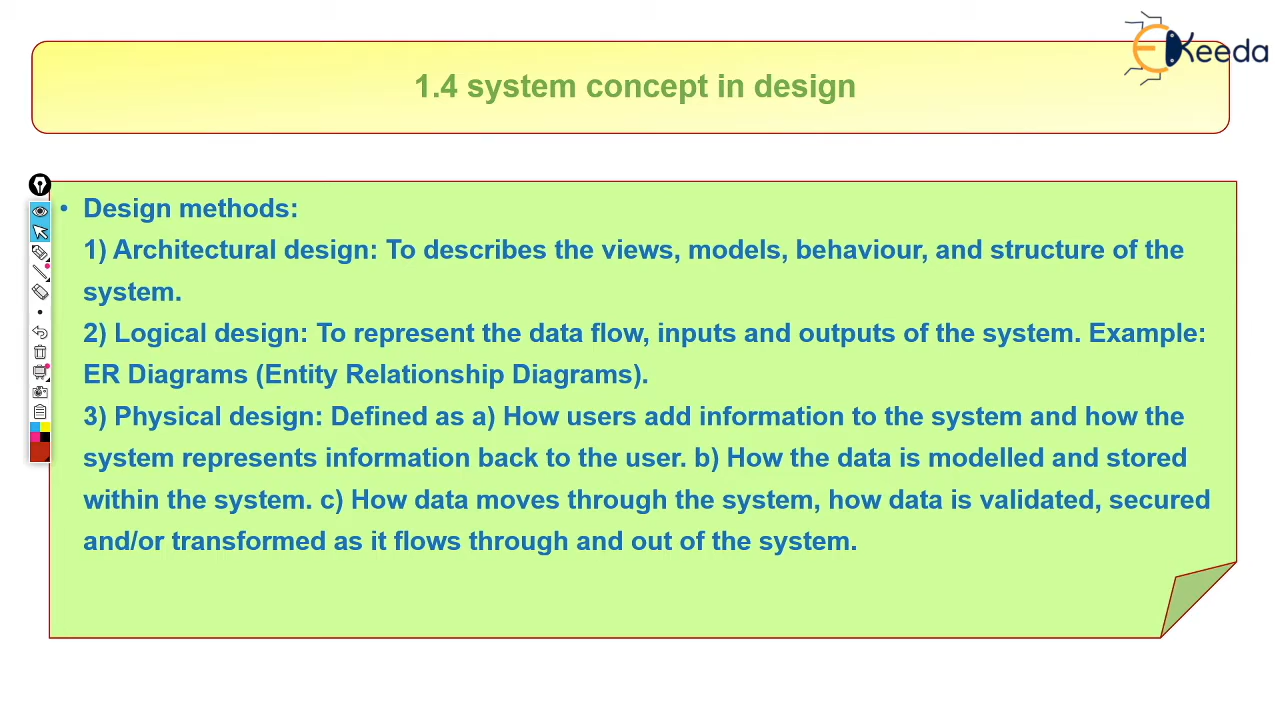 EKeeda
1.4 system concept in design
• Design methods:
1) Architectural design: To describes the views, models, behaviour, and structure of the
system.
2) Logical design: To represent the data flow, inputs and outputs of the system. Example:
ER Diagrams (Entity Relationship Diagrams).
3) Physical design: Defined as a) How users add information to the system and how the
system represents information back to the user. b) How the data is modelled and stored
within the system. c) How data moves through the system, how data is validated, secured
and/or transformed as it flows through and out of the system.